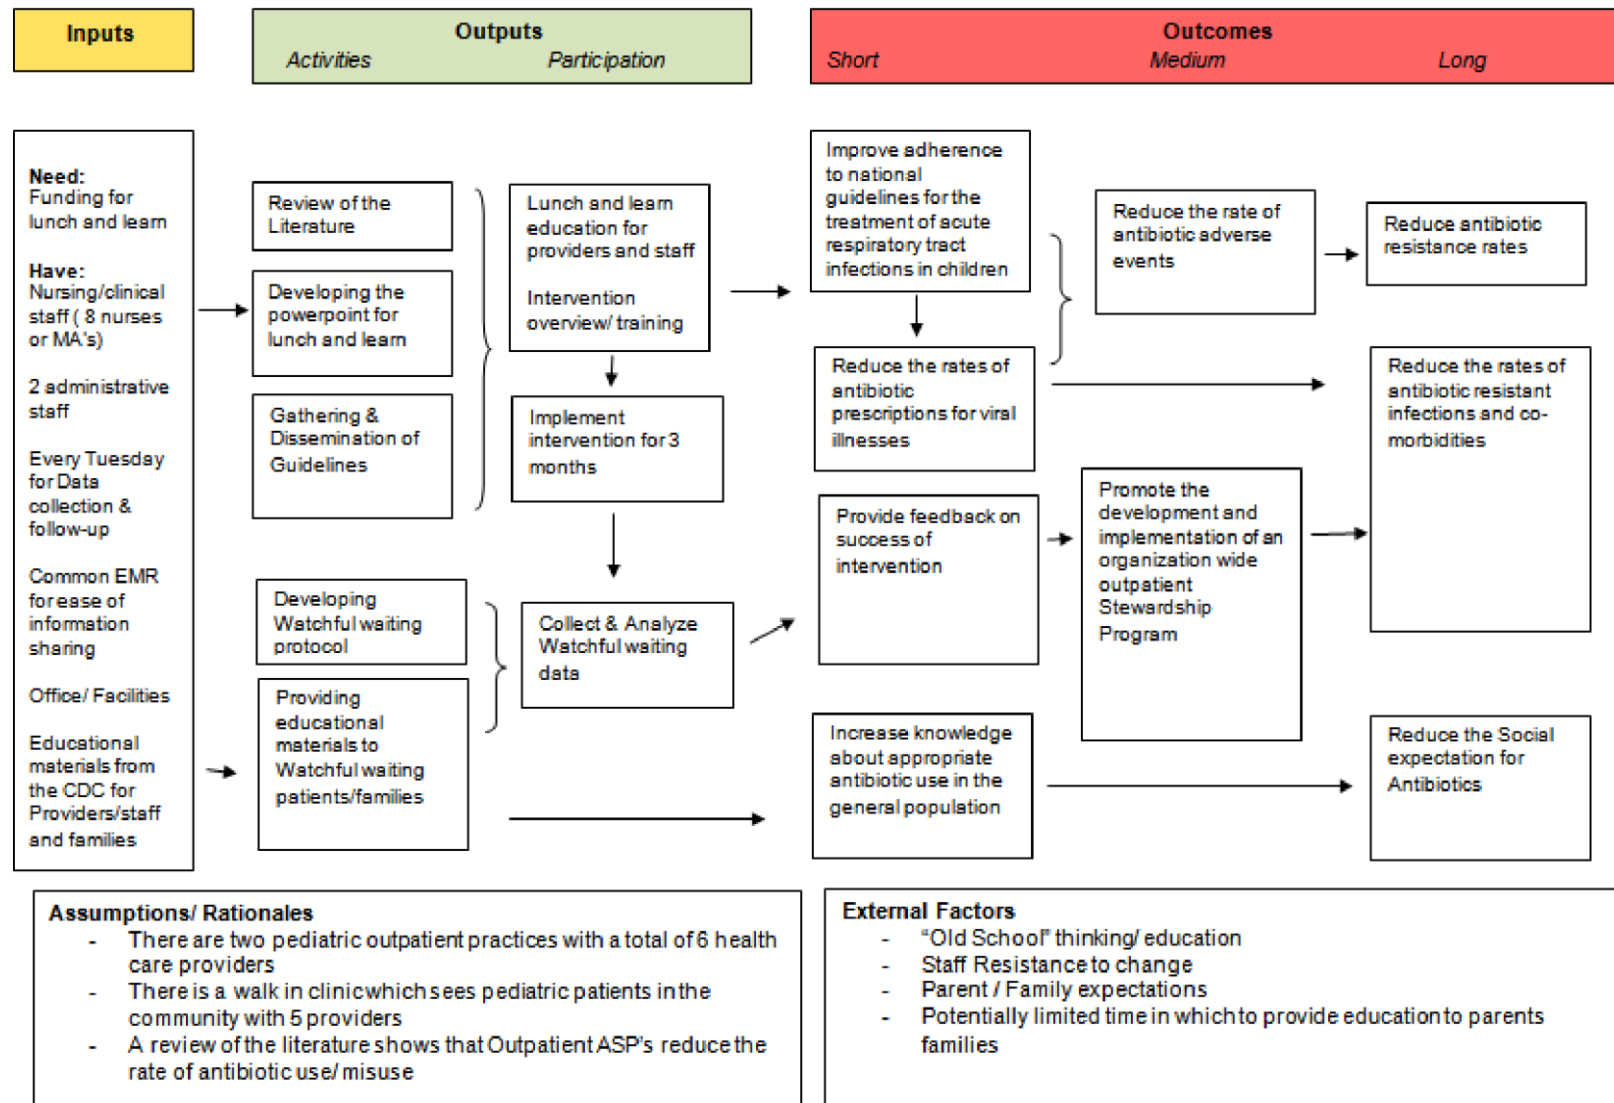 Inputs
Outputs
Activities
Participation
Outcomes
Short
Medium
Long
Need:
Funding for
lunch and learn
Have:
Nursing/clinical
staff ( 8 nurses
or MA's)
2 administrative
staff
Every Tuesday
for Data
collection &
follow-up
Common EMR
for ease of
information
sharing
Office/ Facilities
Educational
materials from
the CDC for
Providers/staff
and families
Review of the
Literature
Developing the
powerpoint for
lunch and learn
Gathering &
Dissemination of
Guidelines
Developing
Watchful waiting
protocol
Providing
educational
materials to
Watchful waiting
patients/families
Lunch and learn
education for
providers and staff
Intervention
overview/ training
Implement
intervention for 3
months
Collect & Analyze
Watchful waiting
data
Improve adherence
to national
guidelines for the
treatment of acute
respiratory tract
infections in children
Reduce the rates of
antibiotic
prescriptions for viral
illnesses
Provide feedback on
success of
intervention
Increase knowledge
about appropriate
antibiotic use in the
general population
Reduce the rate of
antibiotic adverse
events
Promote the
development and
implementation of an
organization wide
outpatient
Stewardship
Program
Reduce antibiotic
resistance rates
Reduce the rates of
antibiotic resistant
infections and co-
morbidities
Reduce the Social
expectation for
Antibiotics
Assumptions/ Rationales
- There are two pediatric outpatient practices with a total of 6 health
care providers
- There is a walk in clinic which sees pediatric patients in the
community with 5 providers
- A review of the literature shows that Outpatient ASP's reduce the
rate of antibiotic use/ misuse
External Factors
- “Old School” thinking/ education
- Staff Resistance to change
- Parent / Family expectations
- Potentially limited time in which to provide education to parents
families